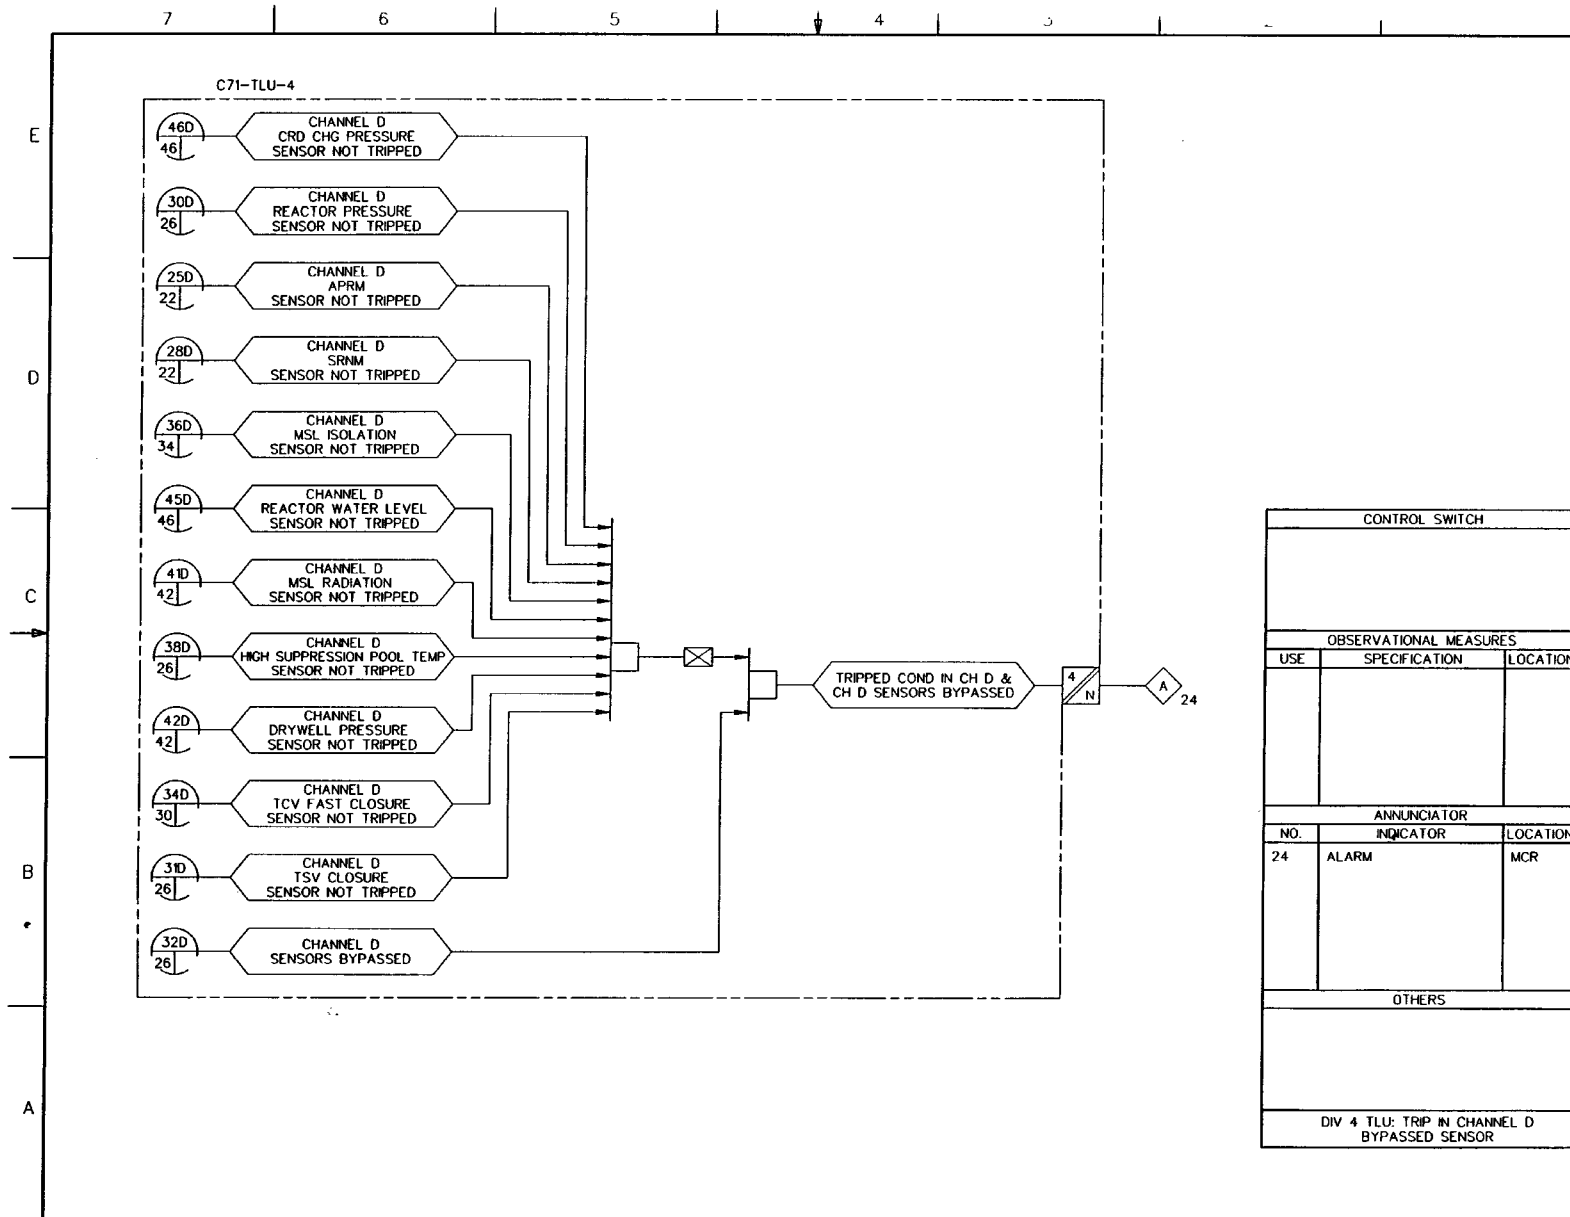 7 6 5 4
C71-TLU-4
E
46D
46
CHANNEL D
CRD CHG PRESSURE
SENSOR NOT TRIPPED
30D
26
CHANNEL D
REACTOR PRESSURE
SENSOR NOT TRIPPED
25D
22
CHANNEL D
APRM
SENSOR NOT TRIPPED
D
28D
22
CHANNEL D
SRNM
SENSOR NOT TRIPPED
36D
34
CHANNEL D
MSL ISOLATION
SENSOR NOT TRIPPED
45D
46
CHANNEL D
REACTOR WATER LEVEL
SENSOR NOT TRIPPED
C
41D
42
CHANNEL D
MSL RADIATION
SENSOR NOT TRIPPED
38D
26
CHANNEL D
HIGH SUPPRESSION POOL TEMP
SENSOR NOT TRIPPED
42D
42
CHANNEL D
DRYWELL PRESSURE
SENSOR NOT TRIPPED
34D
30
CHANNEL D
TCV FAST CLOSURE
SENSOR NOT TRIPPED
B
31D
26
CHANNEL D
TSV CLOSURE
SENSOR NOT TRIPPED
32D
26
CHANNEL D
SENSORS BYPASSED
A
TRIPPED COND IN CH D &
CH D SENSORS BYPASSED
4
N
A
24
CONTROL SWITCH
OBSERVATIONAL MEASURES
USE SPECIFICATION LOCATION
ANNUNCIATOR
NO. INDICATOR LOCATION
24 ALARM MCR
OTHERS
DIV 4 TLU: TRIP IN CHANNEL D
BYPASSED SENSOR